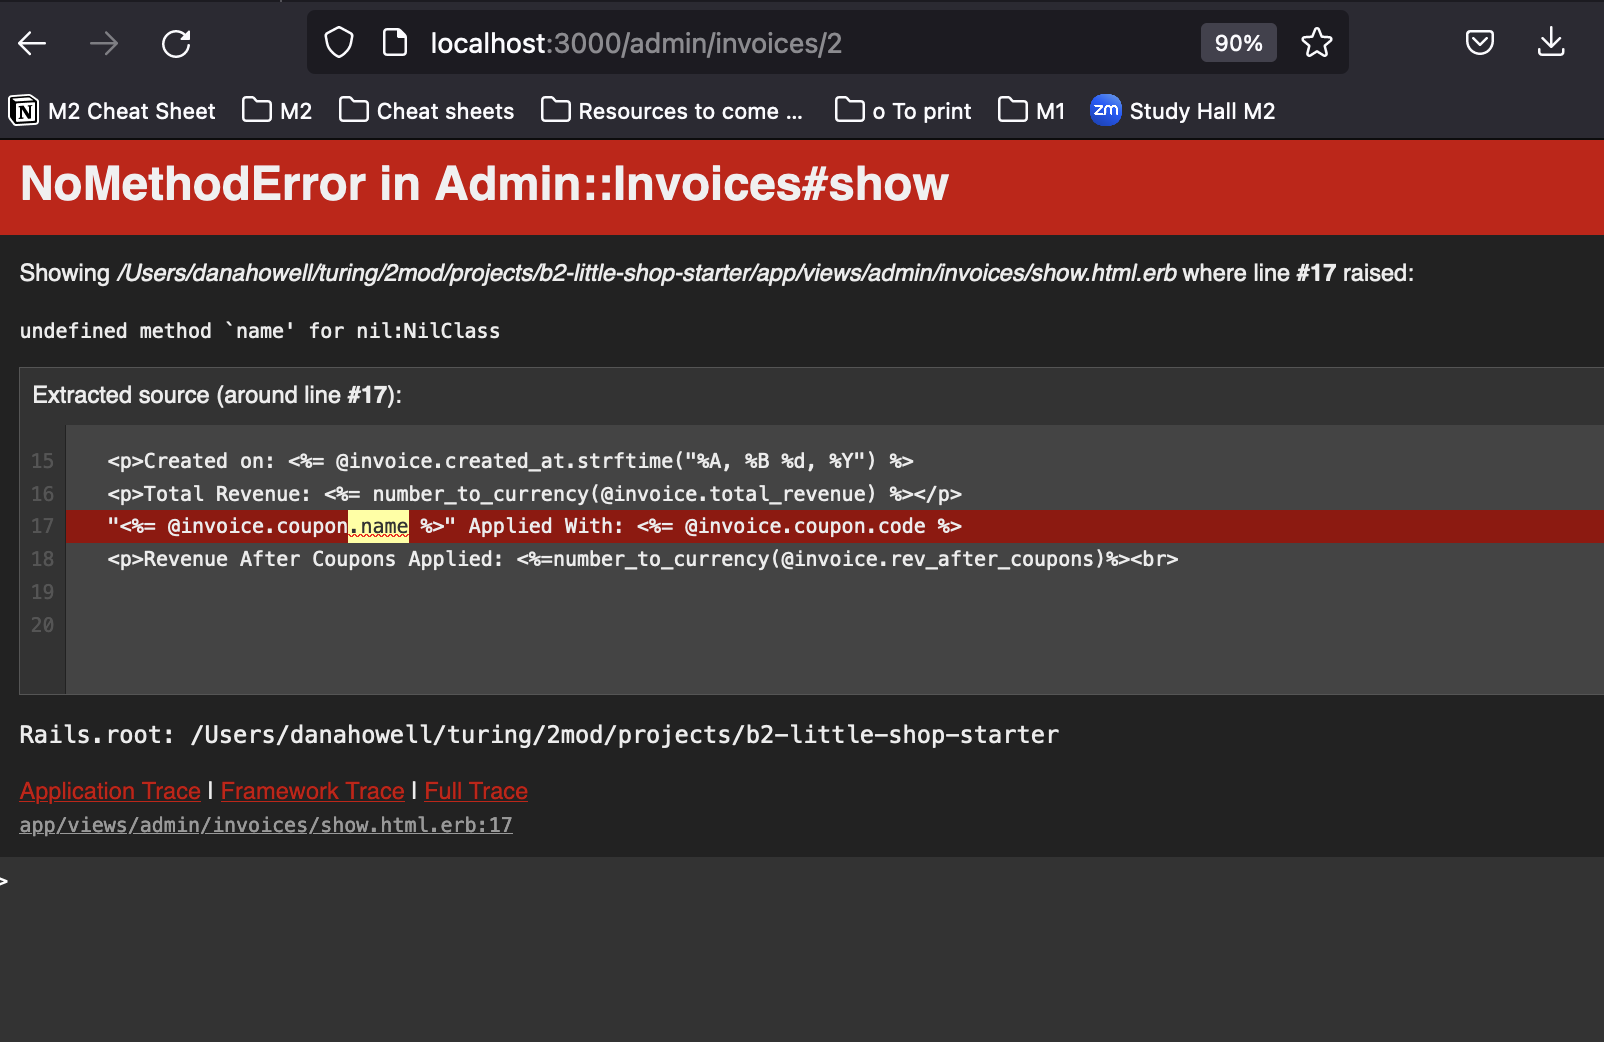 localhost:3000/admin/invoices/2 90%
M2 Cheat Sheet M2 Cheat sheets Resources to come ... o To print M1 zm Study Hall M2
NoMethodError in Admin::Invoices#show
Showing /Users/danahowell/turing/2mod/projects/b2-little-shop-starter/app/views/admin/invoices/show.html.erb where line #17 raised:
undefined method `name' for nil:NilClass
Extracted source (around line #17):
15 <p>Created on: <%= @invoice.created_at.strftime("%A, %B %d, %Y") %>
16 <p>Total Revenue: <%= number_to_currency(@invoice.total_revenue) %></p>
17 "<%= @invoice.coupon.name %>" Applied With: <%= @invoice.coupon.code %>
18 <p>Revenue After Coupons Applied: <%=number_to_currency(@invoice.rev_after_coupons)%><br>
19
20
Rails.root: /Users/danahowell/turing/2mod/projects/b2-little-shop-starter
Application Trace | Framework Trace | Full Trace
app/views/admin/invoices/show.html.erb:17
>